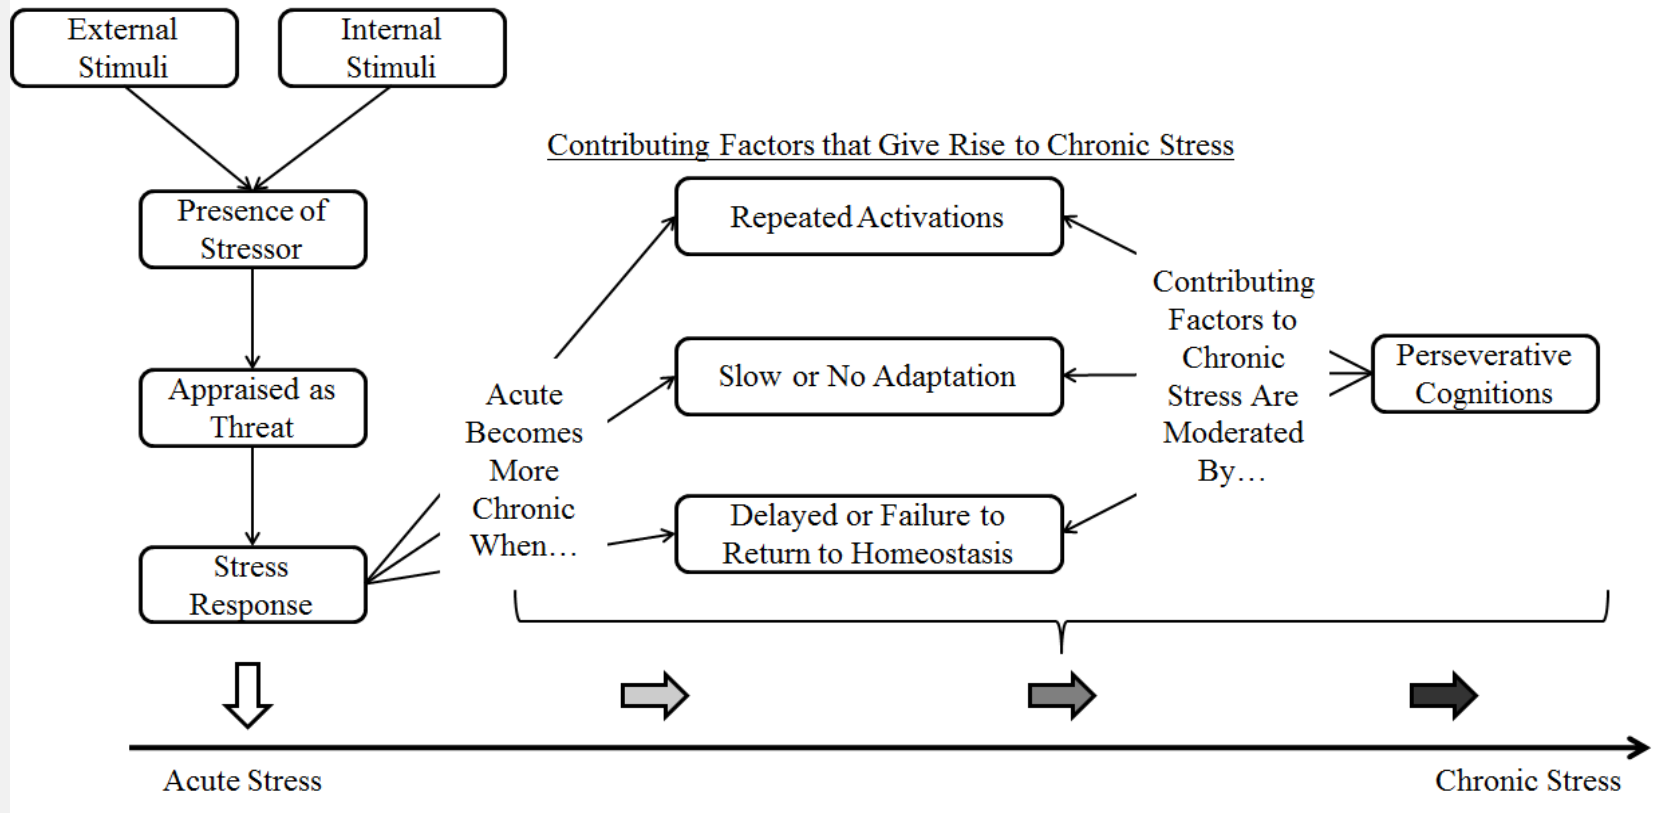 External
Stimuli
Internal
Stimuli
Contributing Factors that Give Rise to Chronic Stress
Presence of
Stressor
Repeated Activations
Contributing
Factors to
Chronic
Stress Are
Moderated
By…
Appraised as
Threat
Acute
Becomes
More
Chronic
When…
Slow or No Adaptation
Perseverative
Cognitions
Delayed or Failure to
Return to Homeostasis
Stress
Response
Acute Stress
Chronic Stress